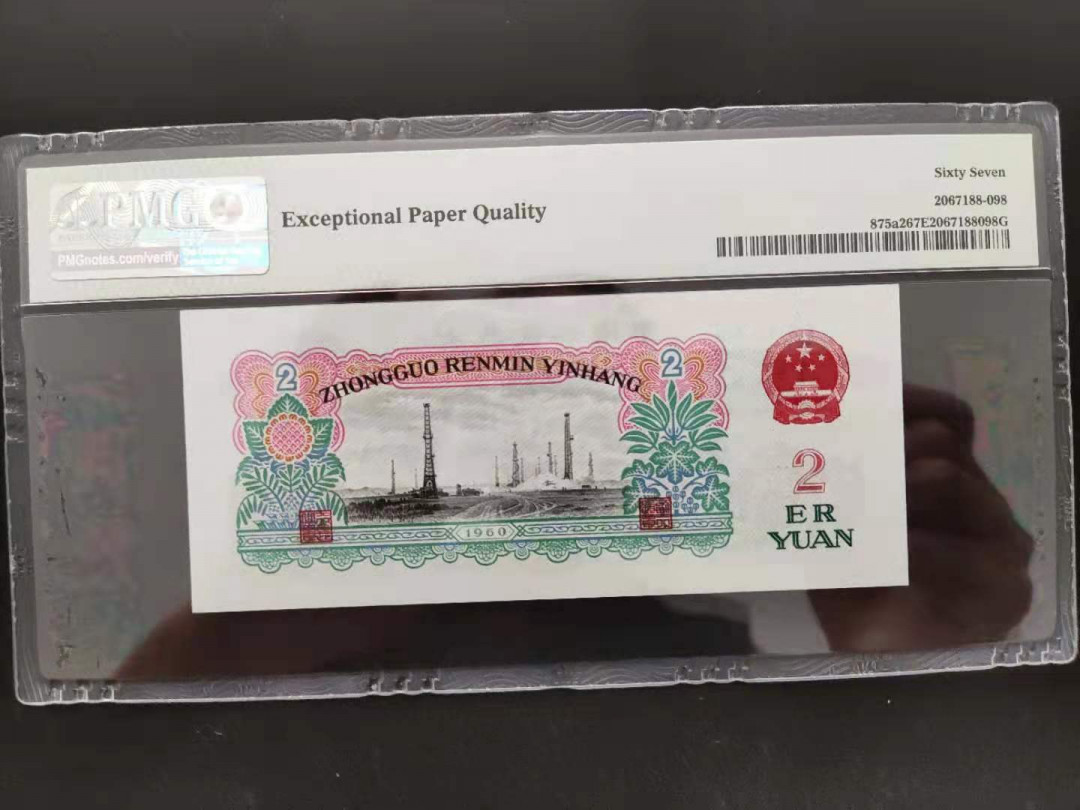 PMG
PMGnotes.com/verify
Exceptional Paper Quality
Sixty Seven
2067188-098
875a267E2067188098G
2
ZHONGGUO RENMIN YINHANG
2
1960
2
ER
YUAN